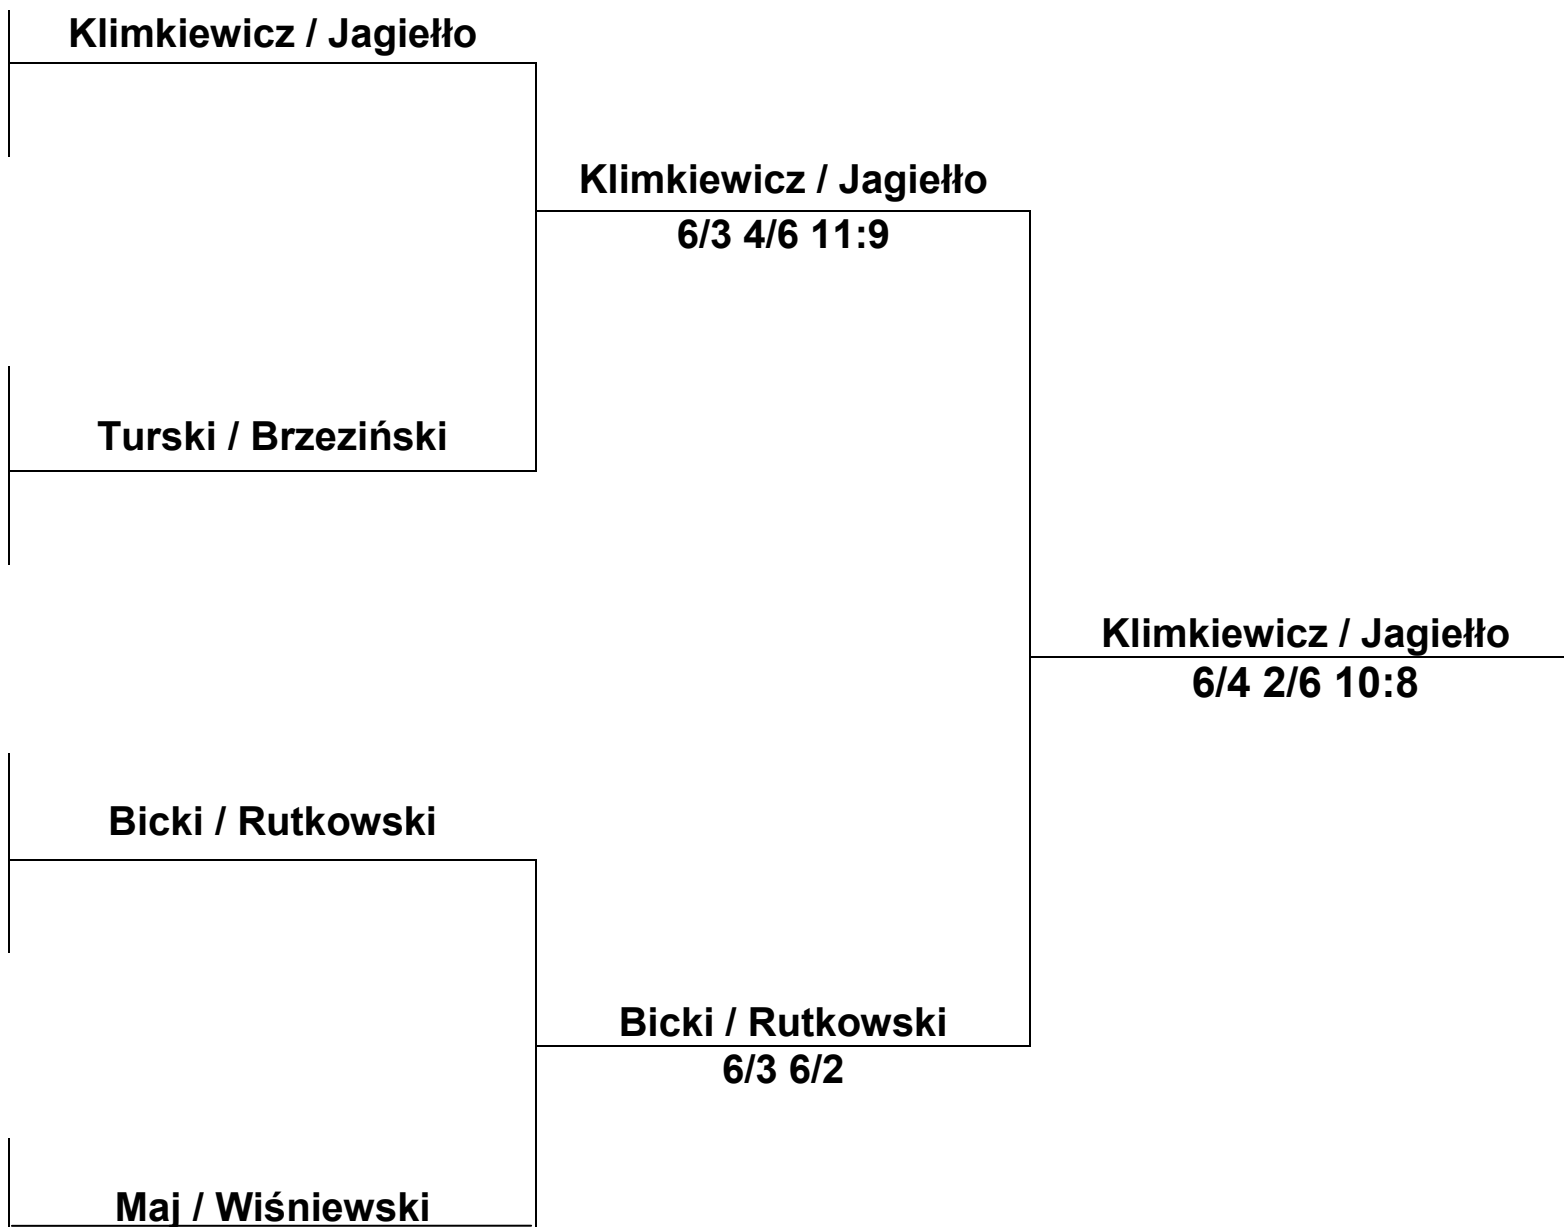 Klimkiewicz / Jagiełło
Klimkiewicz / Jagiełło
6/3 4/6 11:9
Turski / Brzeziński
Klimkiewicz / Jagiełło
6/4 2/6 10:8
Bicki / Rutkowski
Bicki / Rutkowski
6/3 6/2
Maj / Wiśniewski